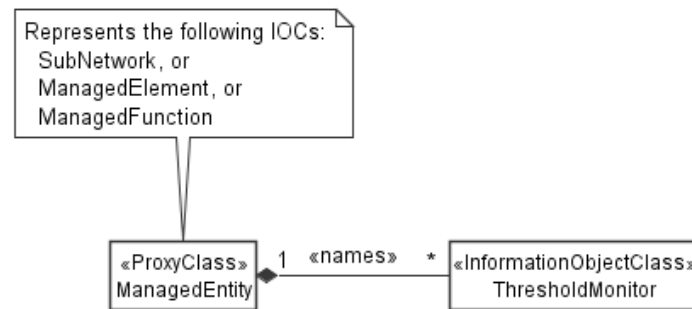 Represents the following IOCs:
SubNetwork, or
ManagedElement, or
ManagedFunction
«ProxyClass»
ManagedEntity
1 «names» *
«InformationObjectClass»
ThresholdMonitor